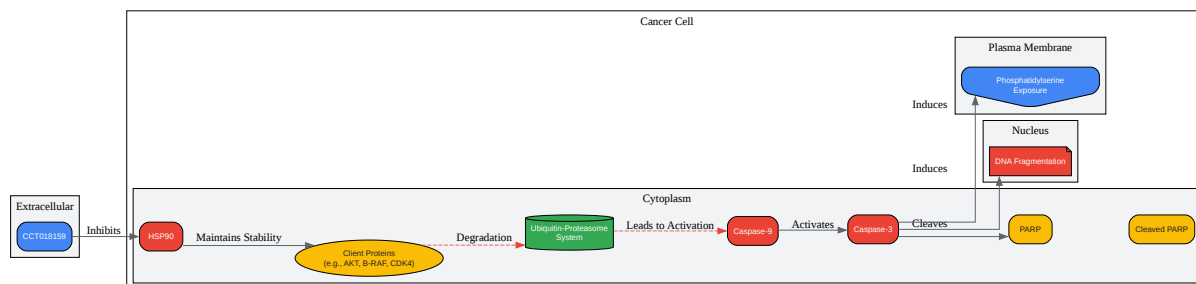 Cancer Cell
Plasma Membrane
Phosphatidylserine
Exposure
Induces
Nucleus
DNA Fragmentation
Induces
Cytoplasm
Extracellular
CCT018159
Inhibits
HSP90
Maintains Stability
Client Proteins
(e.g., AKT, B-RAF, CDK4)
Degradation
Ubiquitin-Proteasome
System
Leads to Activation
Caspase-9
Activates
Caspase-3
Cleaves
PARP
Cleaved PARP